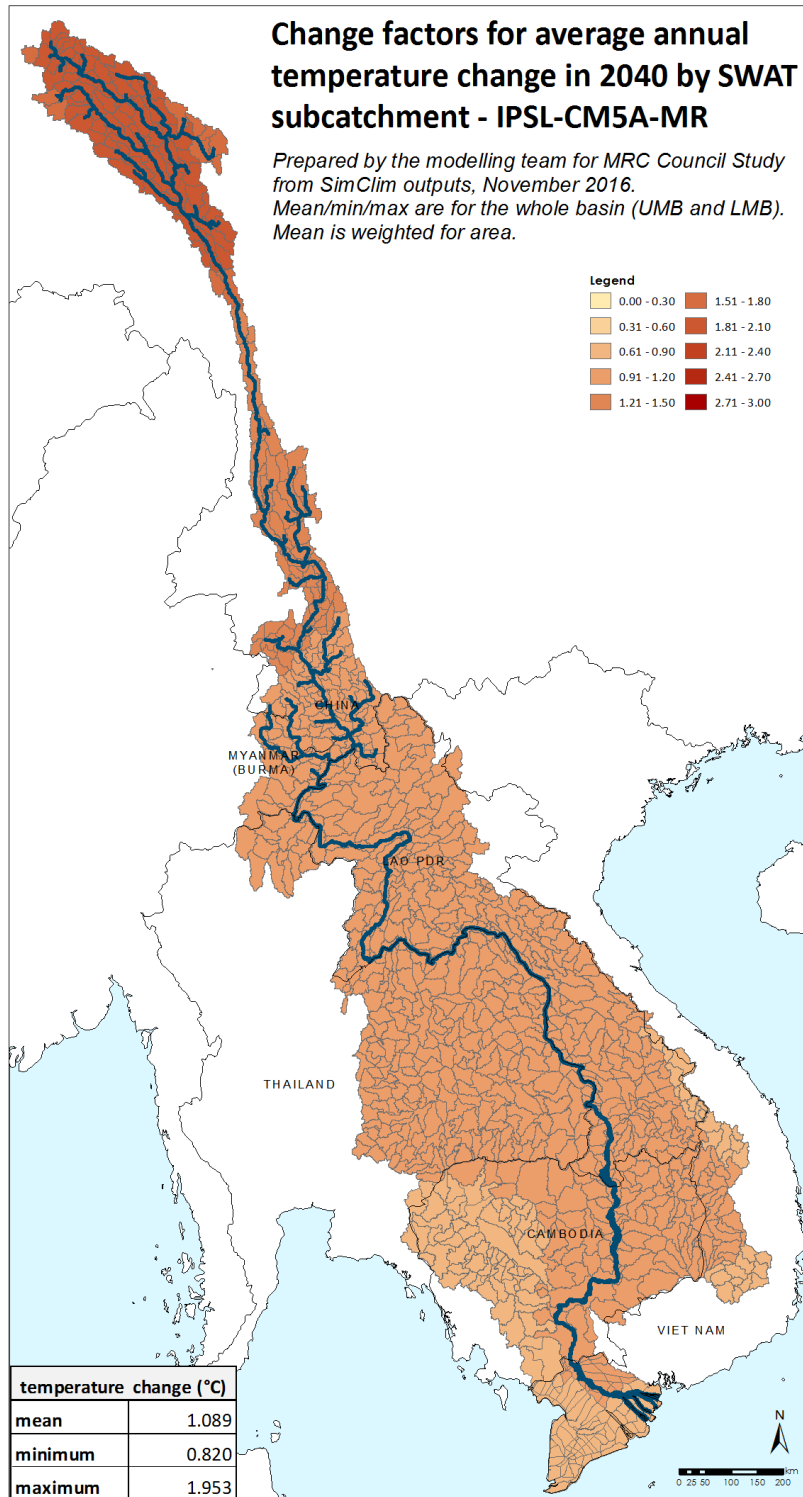 Change factors for average annual
temperature change in 2040 by SWAT
subcatchment - IPSL-CM5A-MR
Prepared by the modelling team for MRC Council Study
from SimClim outputs, November 2016.
Mean/min/max are for the whole basin (UMB and LMB).
Mean is weighted for area.
Legend
0.00 - 0.30 1.51 - 1.80
0.31 - 0.60 1.81 - 2.10
0.61 - 0.90 2.11 - 2.40
0.91 - 1.20 2.41 - 2.70
1.21 - 1.50 2.71 - 3.00
CHINA
MYANMAR
(BURMA)
LAO PDR
THAILAND
CAMBODIA
VIET NAM
temperature change (°C)
mean 1.089
minimum 0.820
maximum 1.953
N
km
0 25 50 100 150 200